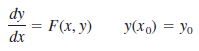 dy/dx = F(x, y)    y(x₀) = y₀